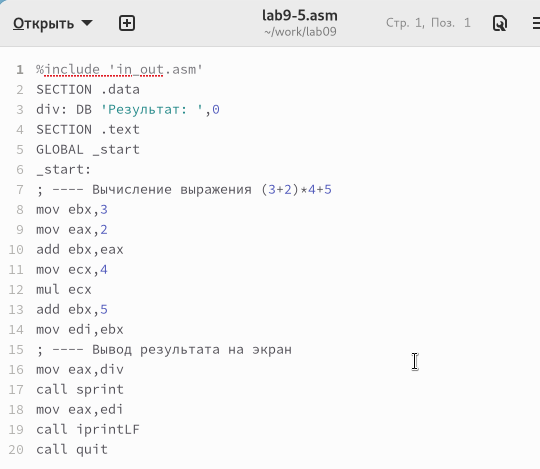 Открыть
lab9-5.asm
~/work/lab09
Стр. 1, Поз. 1
1 %include 'in_out.asm'
2 SECTION .data
3 div: DB 'Результат: ',0
4 SECTION .text
5 GLOBAL _start
6 _start:
7 ; ---- Вычисление выражения (3+2)*4+5
8 mov ebx,3
9 mov eax,2
10 add ebx,eax
11 mov ecx,4
12 mul ecx
13 add ebx,5
14 mov edi,ebx
15 ; ---- Вывод результата на экран
16 mov eax,div
17 call sprint
18 mov eax,edi
19 call iprintLF
20 call quit